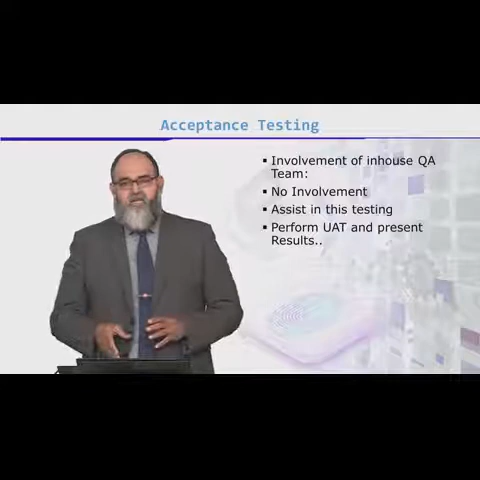 Acceptance Testing
▪ Involvement of inhouse QA
Team:
▪ No Involvement
▪ Assist in this testing
▪ Perform UAT and present
Results..